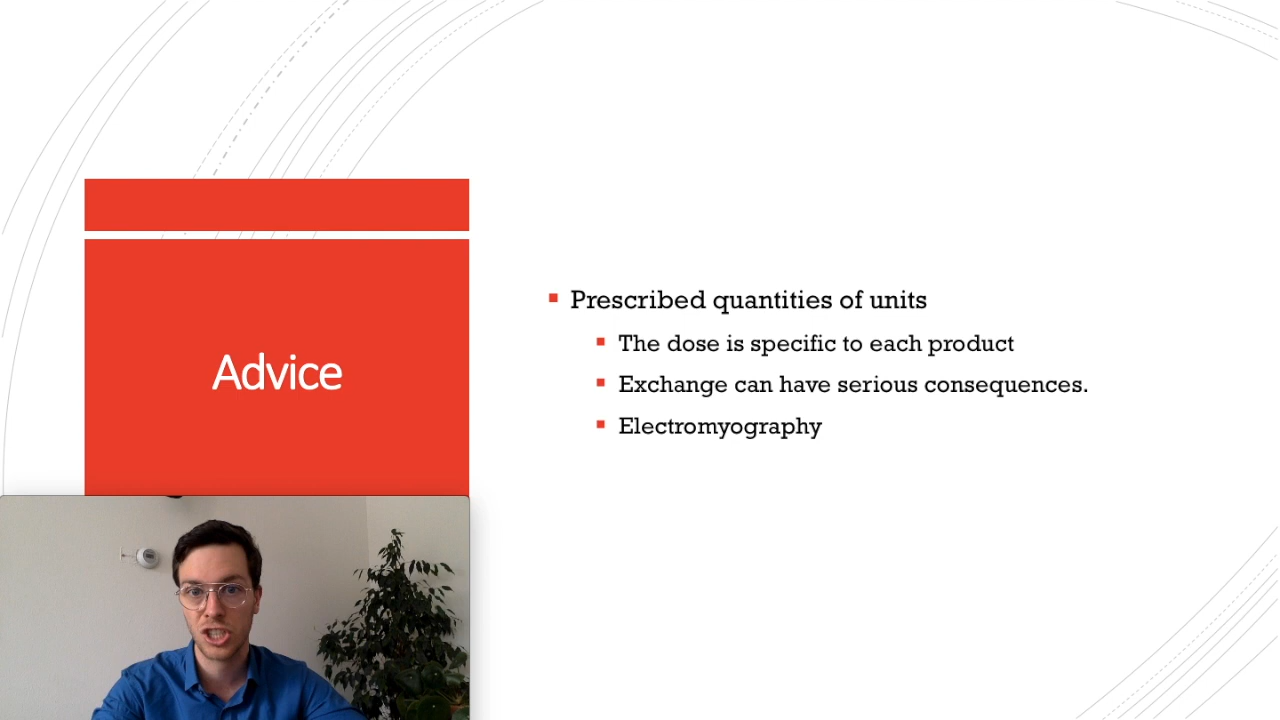 Advice
Prescribed quantities of units
The dose is specific to each product
Exchange can have serious consequences.
Electromyography